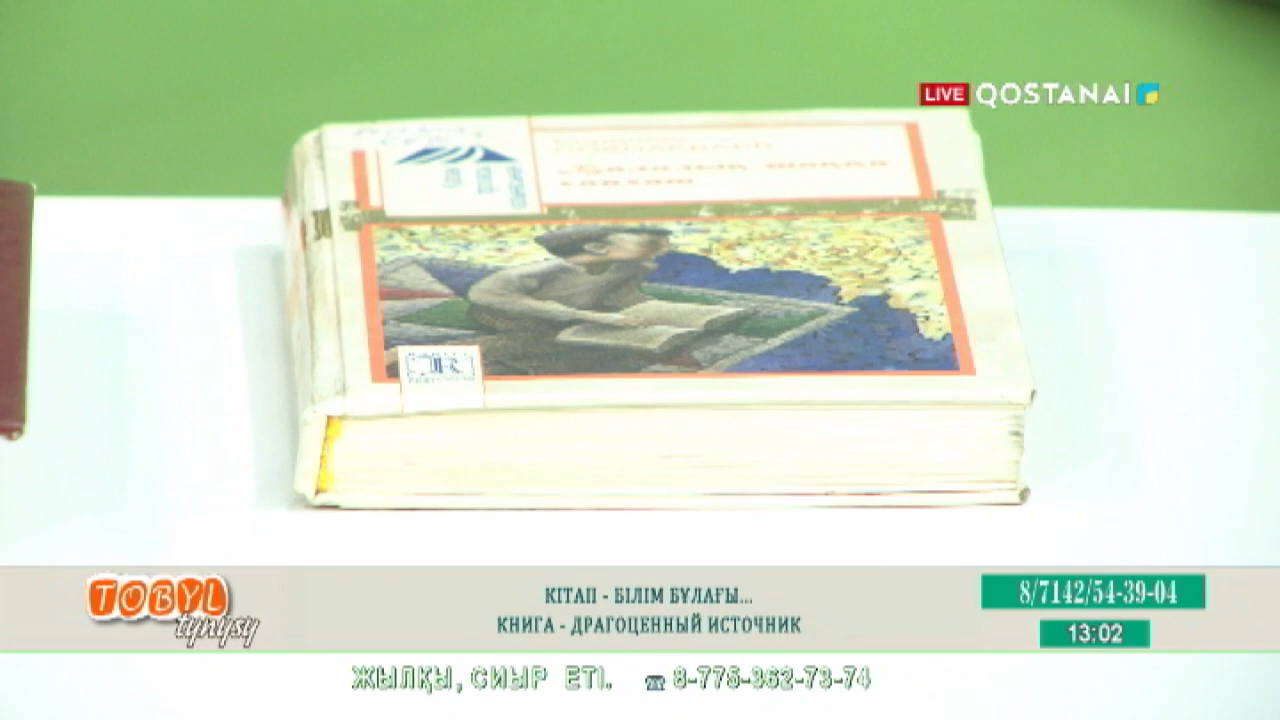 LIVE QOSTANAI
TOBYL
tynysy
КІТАП - БІЛІМ БҰЛАҒЫ...
КНИГА - ДРАГОЦЕННЫЙ ИСТОЧНИК
8/7142/54-39-04
13:02
ЖЫЛҚЫ, СИЫР ЕТІ. ☎ 8-775-362-73-74